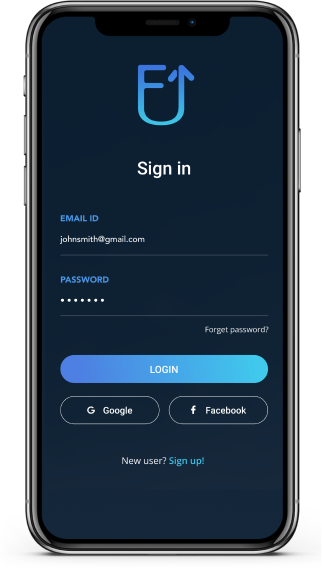 Sign in
EMAIL ID
johnsmith@gmail.com
PASSWORD
Forget password?
LOGIN
G Google
f Facebook
New user? Sign up!